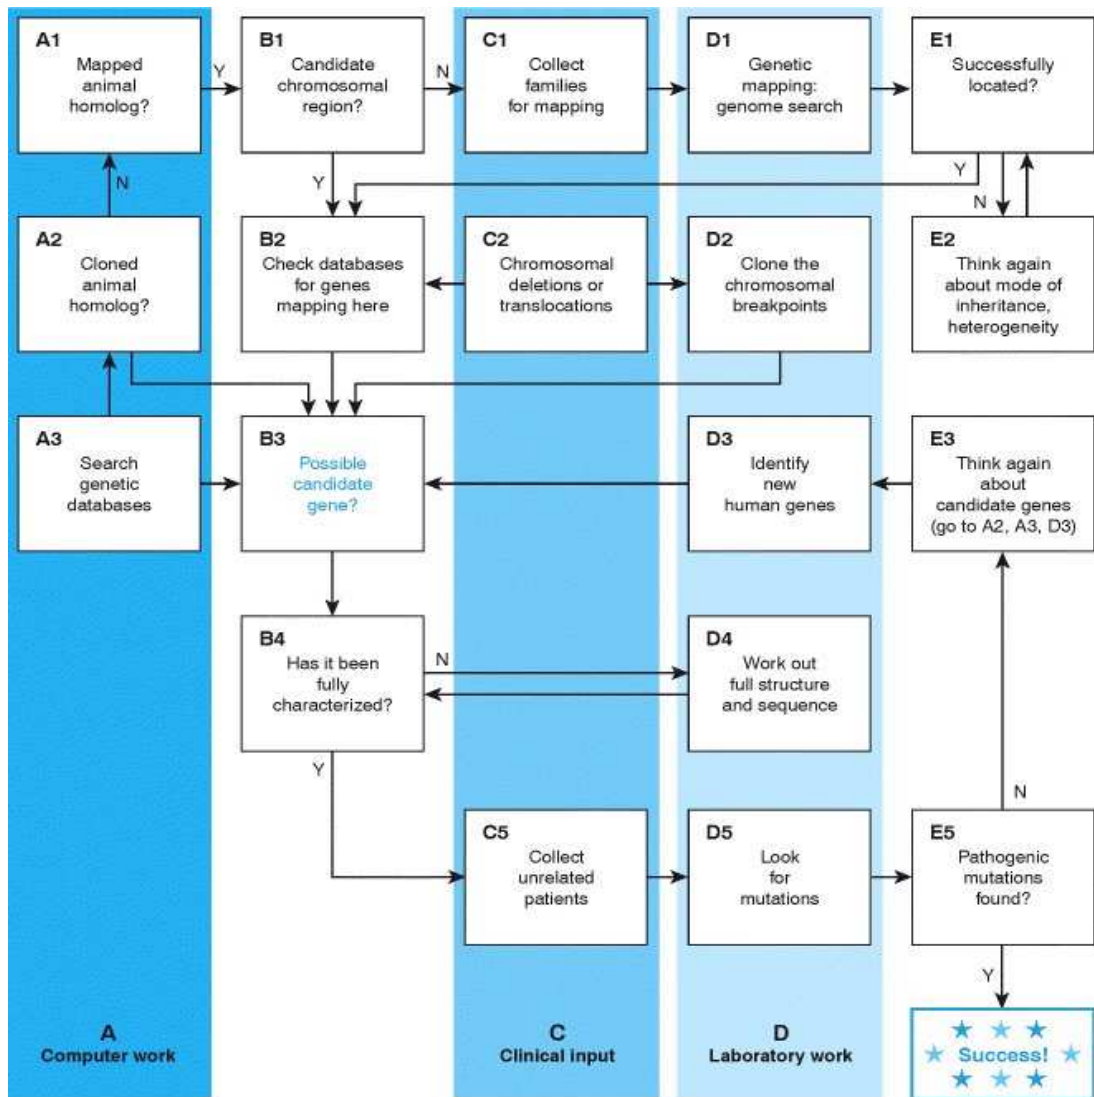 A1
Mapped
animal
homolog?
Y
B1
Candidate
chromosomal
region?
N
C1
Collect
families
for mapping
D1
Genetic
mapping:
genome search
E1
Successfully
located?
N
Y
Y
N
A2
Cloned
animal
homolog?
B2
Check databases
for genes
mapping here
C2
Chromosomal
deletions or
translocations
D2
Clone the
chromosomal
breakpoints
E2
Think again
about mode of
inheritance,
heterogeneity
A3
Search
genetic
databases
B3
Possible
candidate
gene?
D3
Identify
new
human genes
E3
Think again
about
candidate genes
(go to A2, A3, D3)
B4
Has it been
fully
characterized?
N
D4
Work out
full structure
and sequence
Y
N
C5
Collect
unrelated
patients
D5
Look
for
mutations
E5
Pathogenic
mutations
found?
Y
A
Computer work
C
Clinical input
D
Laboratory work
Success!